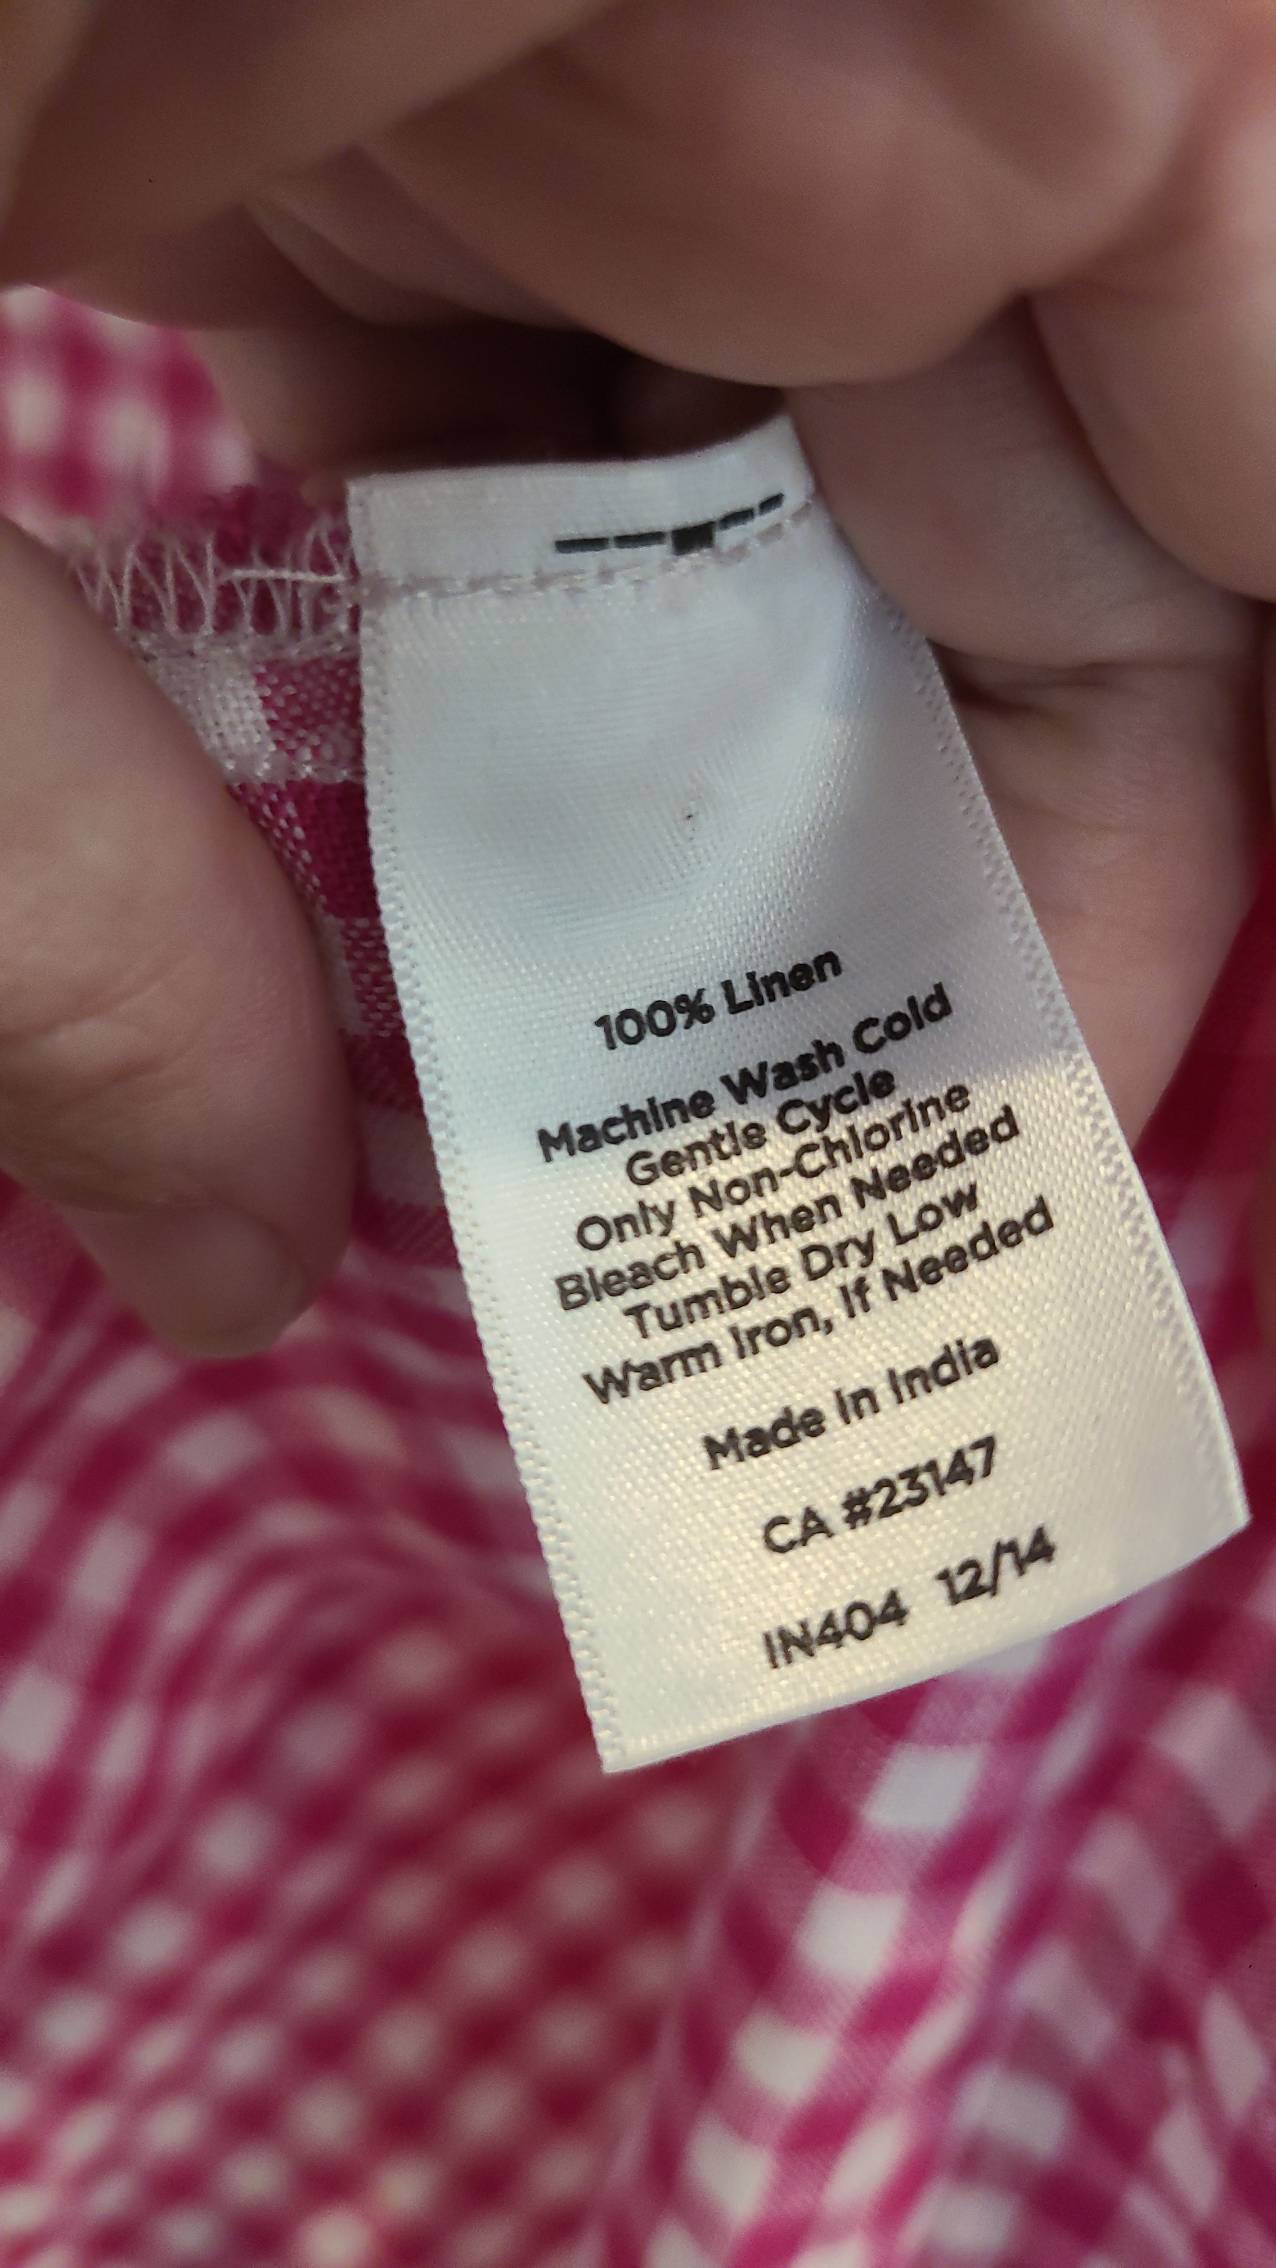 100% Linen
Machine Wash Cold
Gentle Cycle
Only Non-Chlorine
Bleach When Needed
Tumble Dry Low
Warm Iron, If Needed
Made In India
CA #23147
IN404 12/14